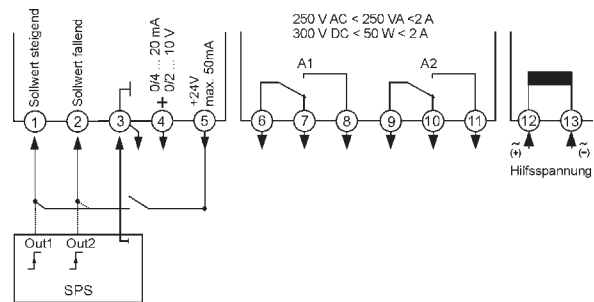 250 V AC < 250 VA <2 A
300 V DC < 50 W < 2 A
Sollwert steigend
Sollwert fallend
+ 0/4 ... 20 mA
0/2 ... 10 V
+24V
max. 50mA
A1
A2
1
2
3
4
5
6
7
8
9
10
11
12
13
~
(+)
~
(−)
Hilfsspannung
Out1
Out2
SPS